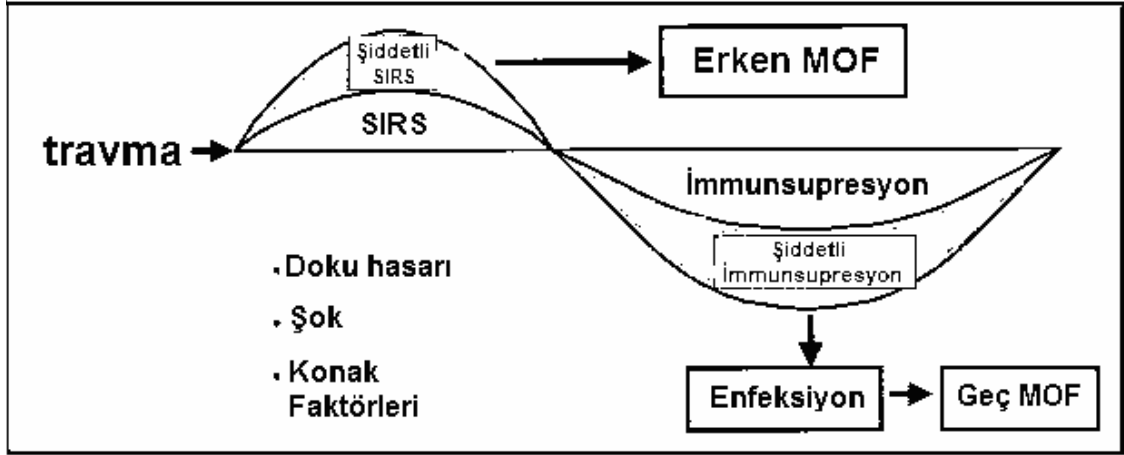 Şiddetli
SIRS
Erken MOF
SIRS
travma
İmmunsupresyon
Şiddetli
İmmunsupresyon
. Doku hasarı
. Şok
. Konak
Faktörleri
Enfeksiyon
Geç MOF